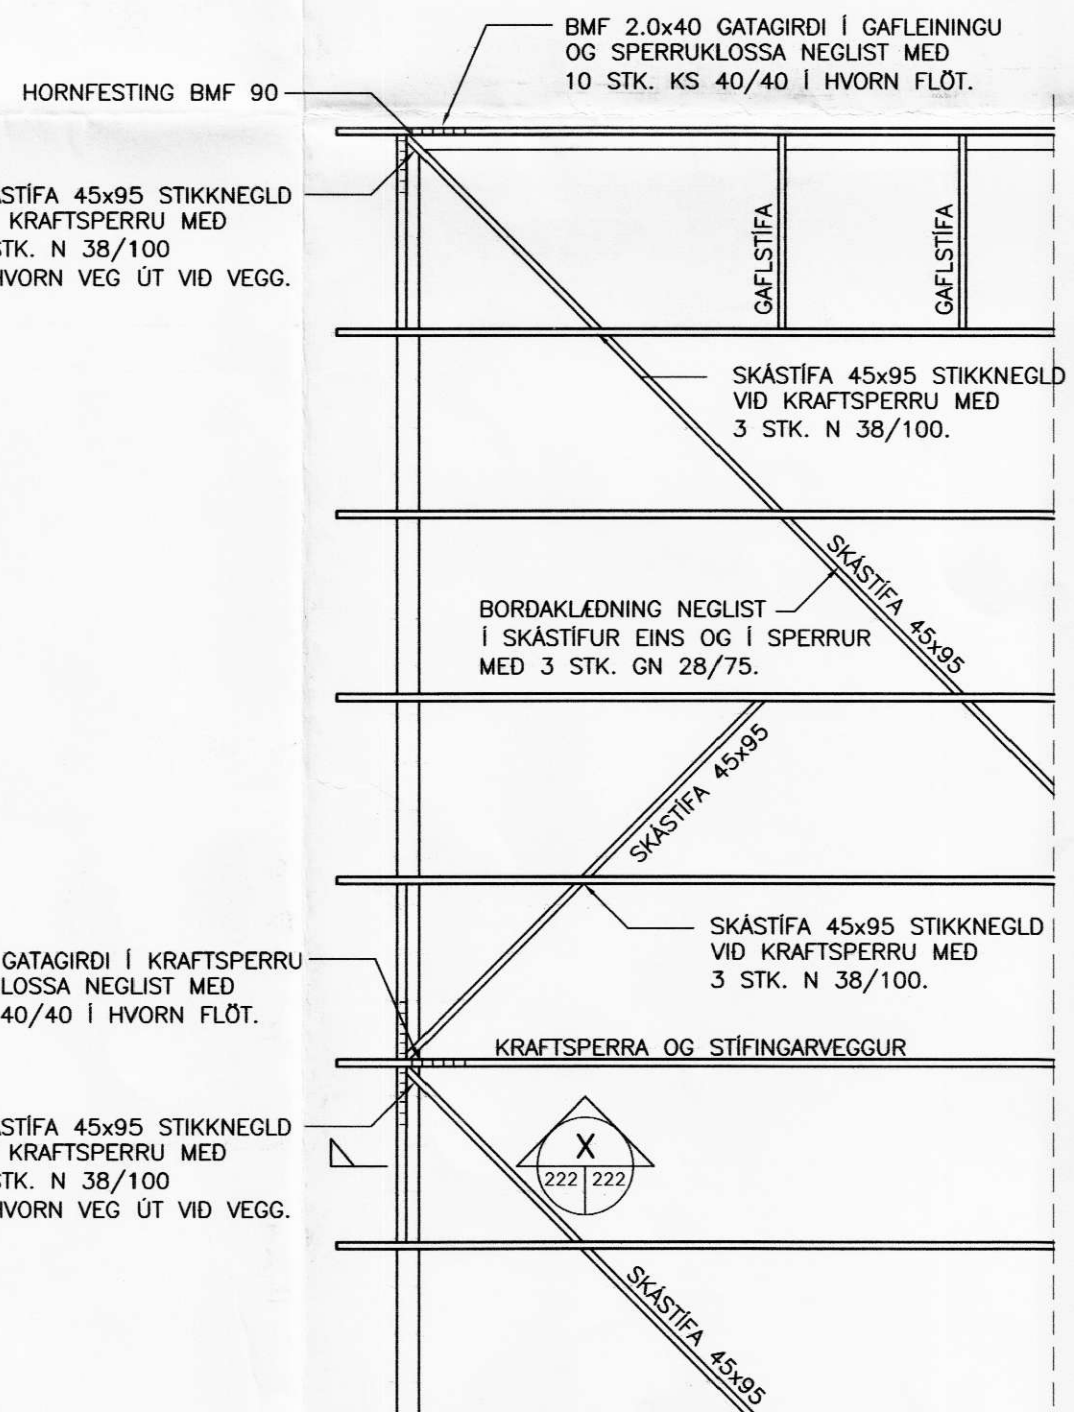 BMF 2.0x40 GATAGIRÐI Í GAFLEININGU
OG SPERRUKLOSSA NEGLIST MEÐ
10 STK. KS 40/40 Í HVORN FLÖT.
HORNFESTING BMF 90
STÍFA 45x95 STIKKNEGLD
KRAFTSPERRU MEÐ
STK. N 38/100
HVORN VEG ÚT VIÐ VEGG.
GAFLSTÍFA
GAFLSTÍFA
SKÁSTÍFA 45x95 STIKKNEGLD
VIÐ KRAFTSPERRU MEÐ
3 STK. N 38/100.
SKÁSTÍFA 45x95
BORÐAKLÆÐNING NEGLIST
Í SKÁSTÍFUR EINS OG Í SPERRUR
MEÐ 3 STK. GN 28/75.
SKÁSTÍFA 45x95
SKÁSTÍFA 45x95 STIKKNEGLD
VIÐ KRAFTSPERRU MEÐ
3 STK. N 38/100.
GATAGIRÐI Í KRAFTSPERRU
LOSSA NEGLIST MEÐ
40/40 Í HVORN FLÖT.
KRAFTSPERRA OG STÍFINGARVEGGUR
STÍFA 45x95 STIKKNEGLD
KRAFTSPERRU MEÐ
STK. N 38/100
HVORN VEG ÚT VIÐ VEGG.
X
222 222
SKÁSTÍFA 45x95